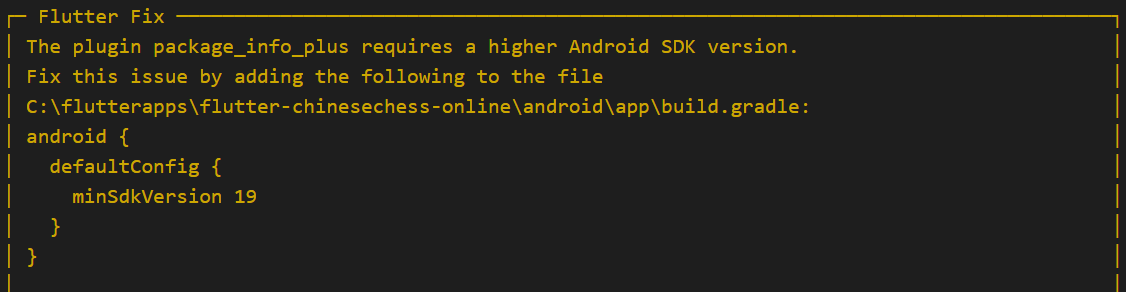 Flutter Fix
The plugin package_info_plus requires a higher Android SDK version.
Fix this issue by adding the following to the file
C:\flutterapps\flutter-chinesechess-online\android\app\build.gradle:
android {
  defaultConfig {
    minSdkVersion 19
  }
}